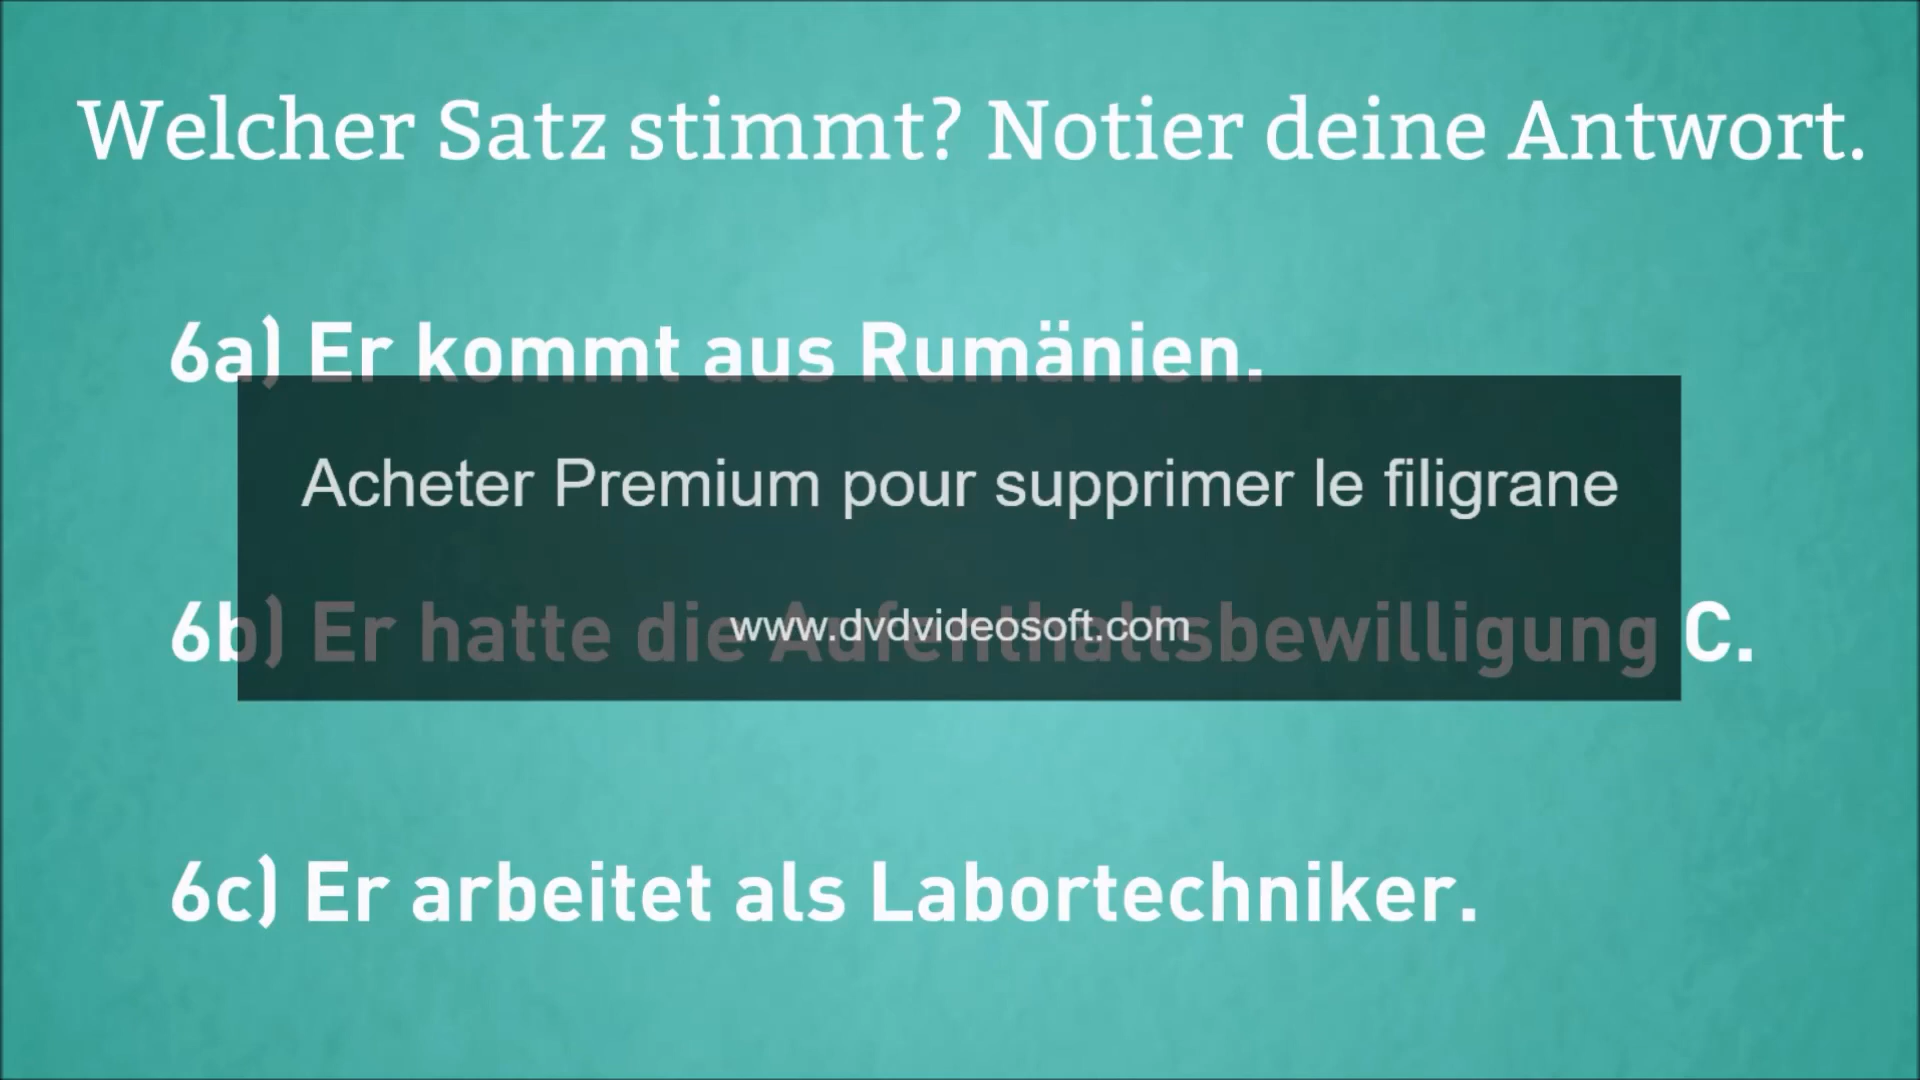 Welcher Satz stimmt? Notier deine Antwort.
6a) Er kommt aus Rumänien.
Acheter Premium pour supprimer le filigrane
6b) Er hatte die Aufenthaltsbewilligung C.
www.dvdvideosoft.com
6c) Er arbeitet als Labortechniker.